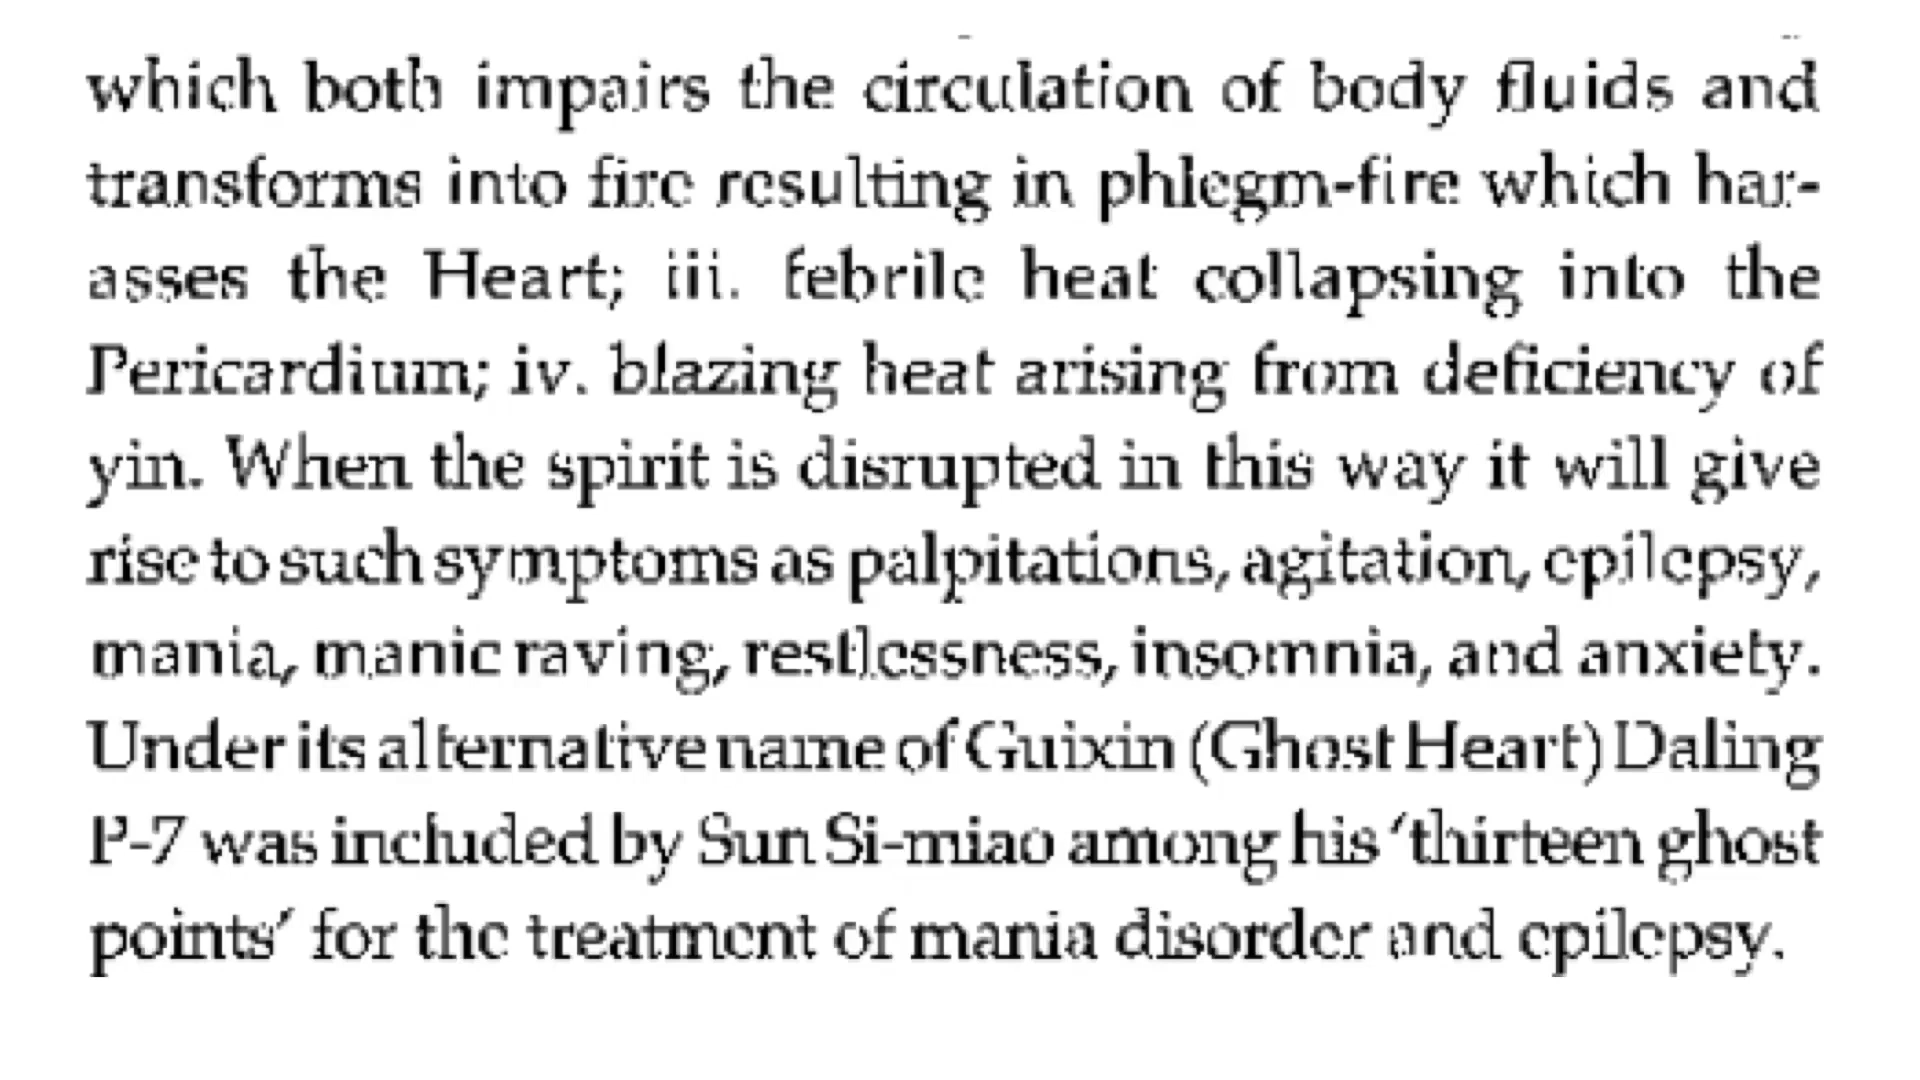 which both impairs the circulation of body fluids and
transforms into fire resulting in phlegm-fire which har-
asses the Heart; iii. febrile heat collapsing into the
Pericardium; iv. blazing heat arising from deficiency of
yin. When the spirit is disrupted in this way it will give
rise to such symptoms as palpitations, agitation, epilepsy,
mania, manic raving, restlessness, insomnia, and anxiety.
Under its alternative name of Guixin (Ghost Heart) Daling
P-7 was included by Sun Si-miao among his ‘thirteen ghost
points’ for the treatment of mania disorder and epilepsy.